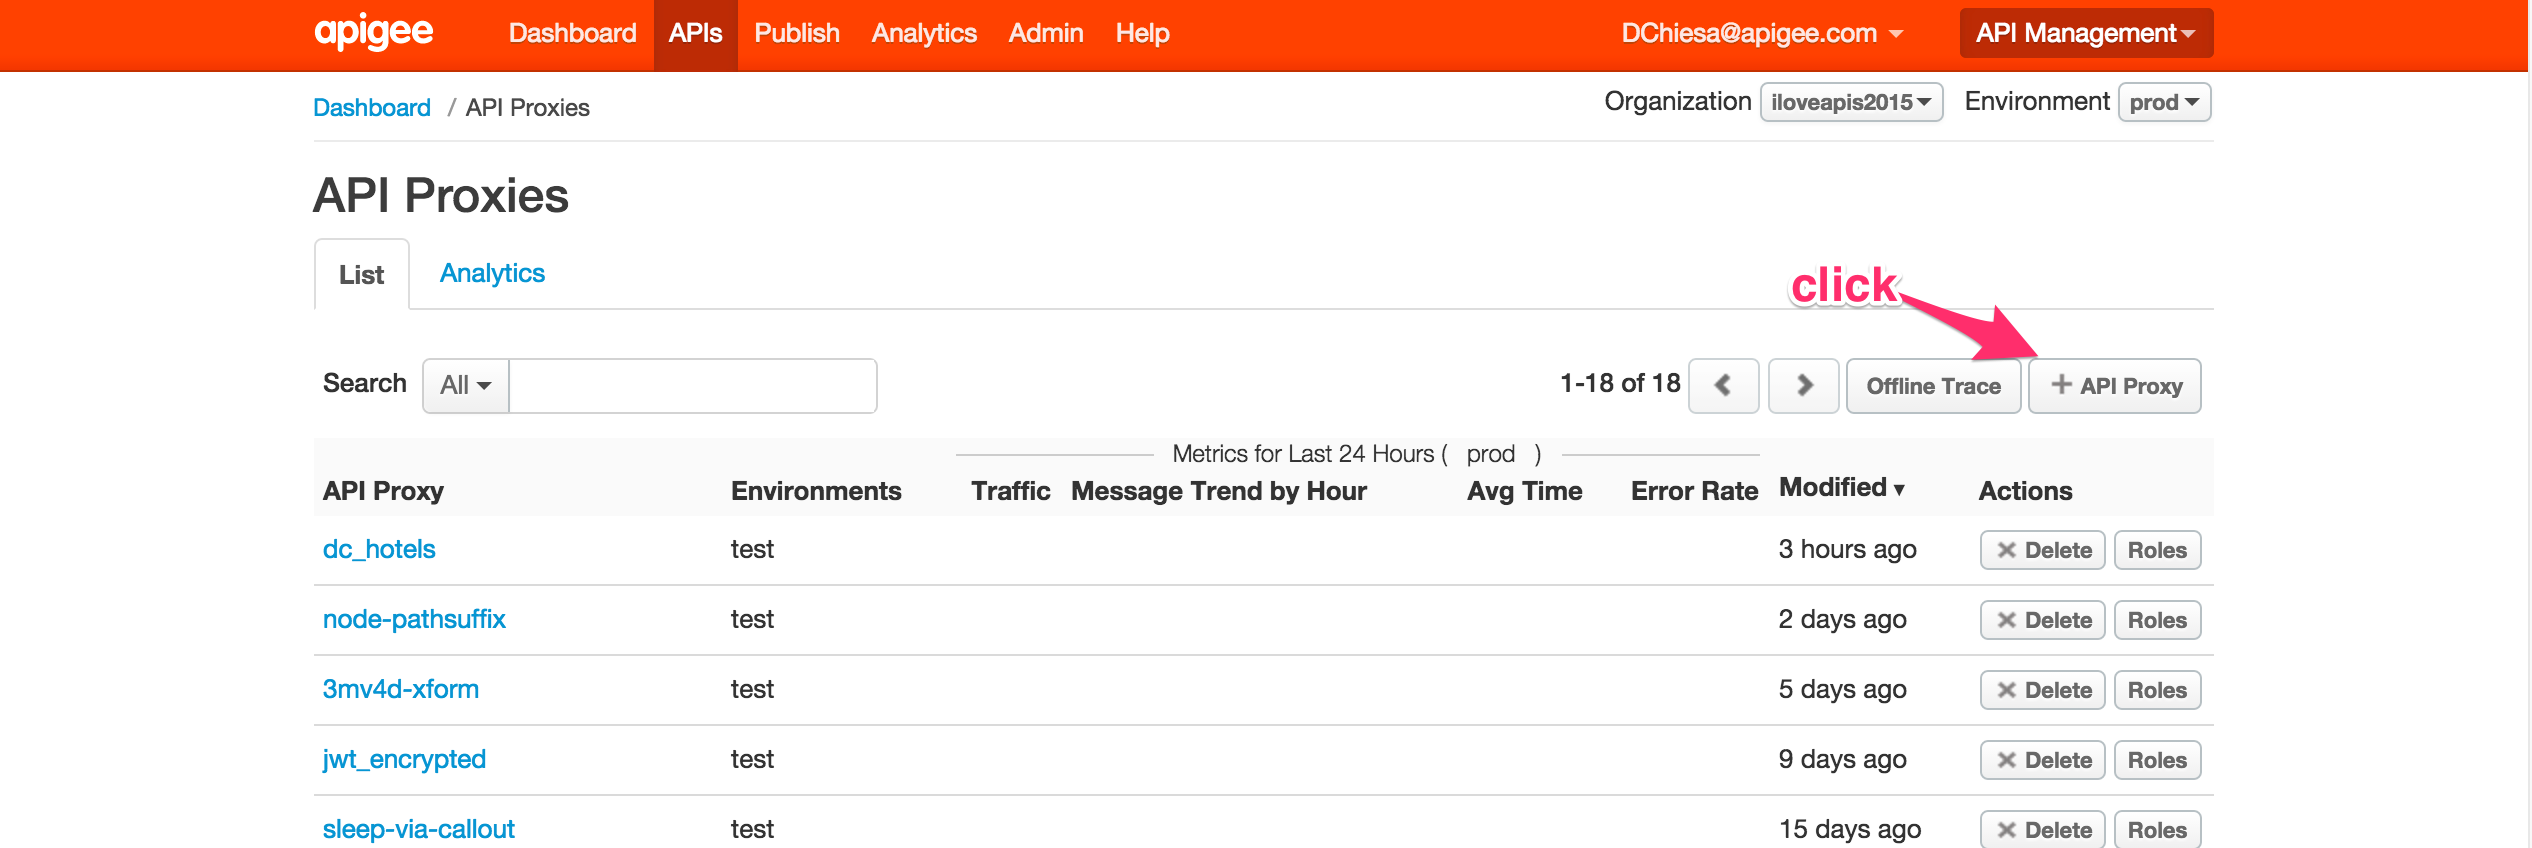 apigee Dashboard APIs Publish Analytics Admin Help DChiesa@apigee.com API Management
Dashboard / API Proxies Organization iloveapis2015 Environment prod
API Proxies
List Analytics
click
Search All 1-18 of 18 Offline Trace + API Proxy
Metrics for Last 24 Hours ( prod )
API Proxy Environments Traffic Message Trend by Hour Avg Time Error Rate Modified ▾ Actions
dc_hotels test 3 hours ago × Delete Roles
node-pathsuffix test 2 days ago × Delete Roles
3mv4d-xform test 5 days ago × Delete Roles
jwt_encrypted test 9 days ago × Delete Roles
sleep-via-callout test 15 days ago × Delete Roles